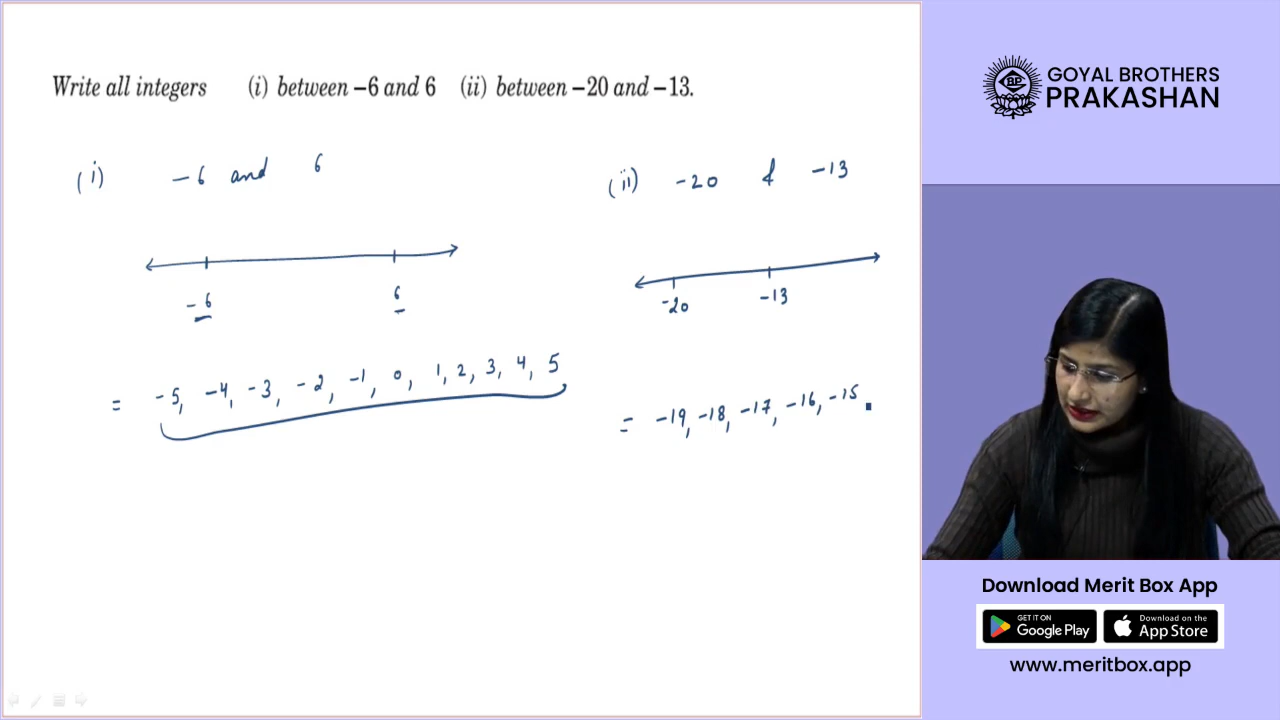 Write all integers (i) between −6 and 6 (ii) between −20 and −13.
(i) −6 and 6
-6 6
= -5, -4, -3, -2, -1, 0, 1, 2, 3, 4, 5
(ii) -20 & -13
-20 -13
= -19, -18, -17, -16, -15.
GBP
GOYAL BROTHERS
PRAKASHAN
Download Merit Box App
GET IT ON
Google Play
Download on the
App Store
www.meritbox.app